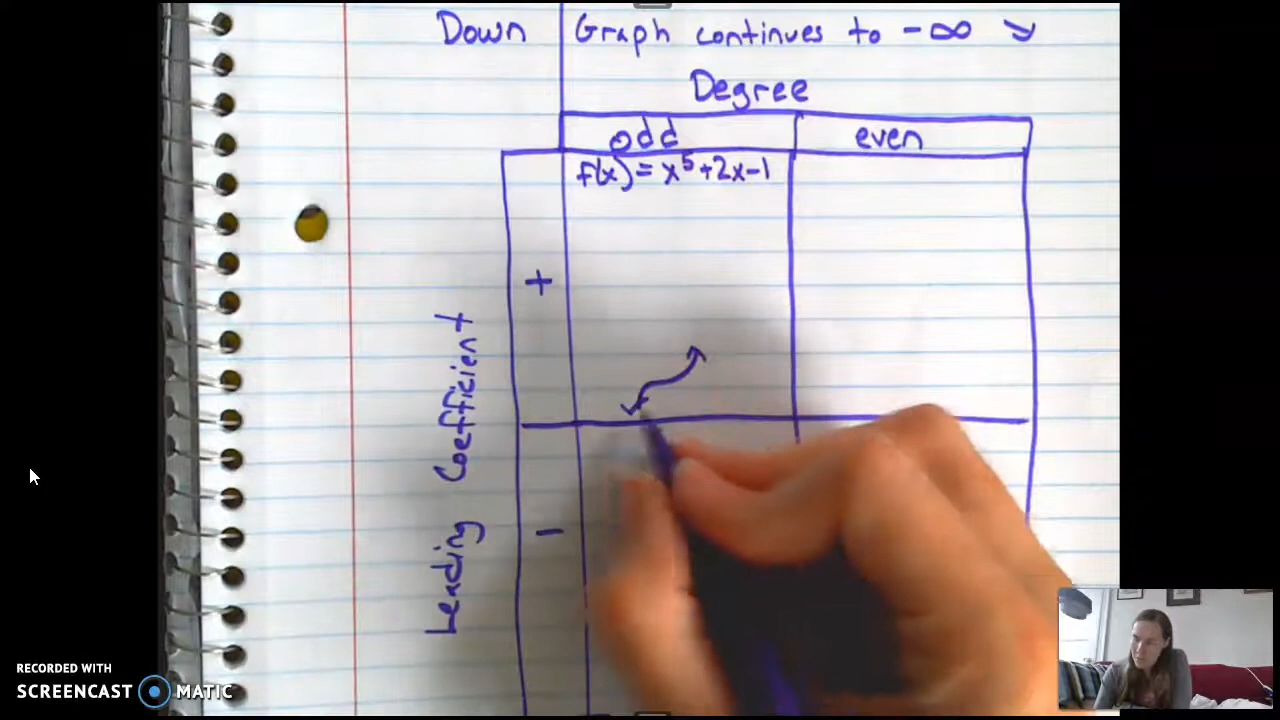 Down Graph continues to -∞ ↘
Degree
odd even
f(x) = x⁵+2x-1
+
Leading Coefficient
-
RECORDED WITH
SCREENCAST MATIC